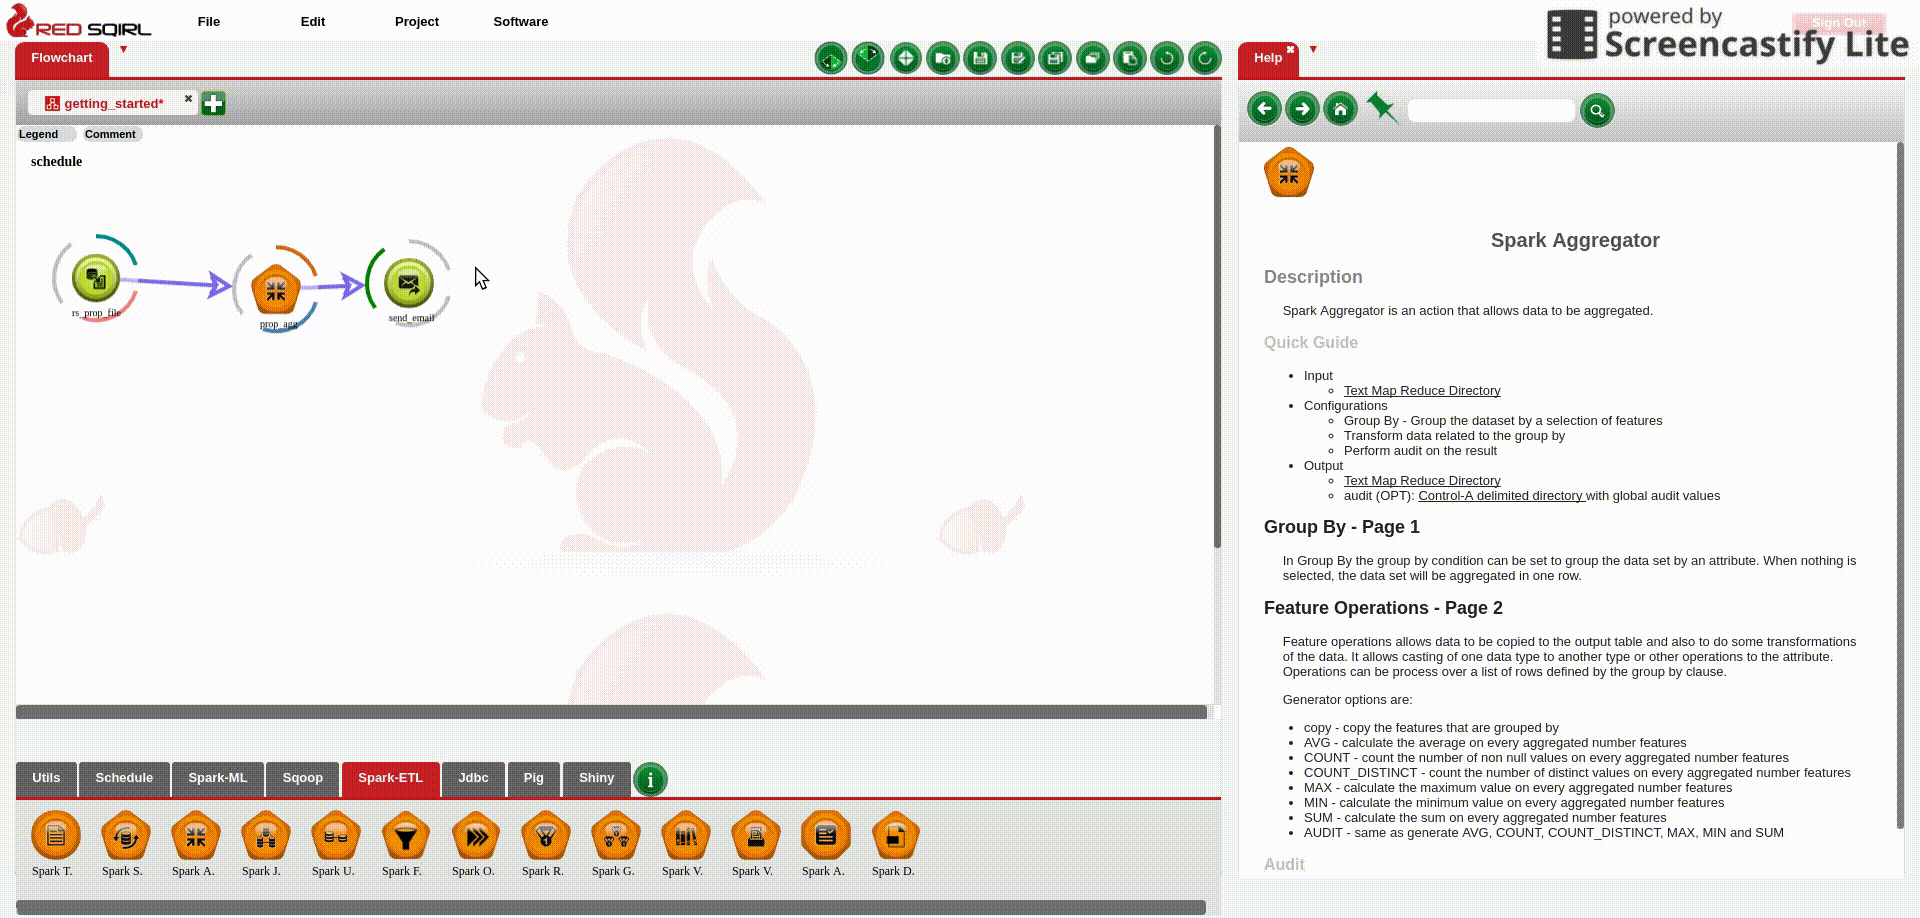 RED SQIRL
File
Edit
Project
Software
powered by
Sign Out
Screencastify Lite
Flowchart
Help
getting_started*
Legend
Comment
schedule
rs_prop_file
prop_agg
send_email
Utils
Schedule
Spark-ML
Sqoop
Spark-ETL
Jdbc
Pig
Shiny
Spark T.
Spark S.
Spark A.
Spark J.
Spark U.
Spark F.
Spark O.
Spark R.
Spark G.
Spark V.
Spark V.
Spark A.
Spark D.
Spark Aggregator
Description
Spark Aggregator is an action that allows data to be aggregated.
Quick Guide
Input
Text Map Reduce Directory
Configurations
Group By - Group the dataset by a selection of features
Transform data related to the group by
Perform audit on the result
Output
Text Map Reduce Directory
audit (OPT): Control-A delimited directory with global audit values
Group By - Page 1
In Group By the group by condition can be set to group the data set by an attribute. When nothing is
selected, the data set will be aggregated in one row.
Feature Operations - Page 2
Feature operations allows data to be copied to the output table and also to do some transformations
of the data. It allows casting of one data type to another type or other operations to the attribute.
Operations can be process over a list of rows defined by the group by clause.
Generator options are:
copy - copy the features that are grouped by
AVG - calculate the average on every aggregated number features
COUNT - count the number of non null values on every aggregated number features
COUNT_DISTINCT - count the number of distinct values on every aggregated number features
MAX - calculate the maximum value on every aggregated number features
MIN - calculate the minimum value on every aggregated number features
SUM - calculate the sum on every aggregated number features
AUDIT - same as generate AVG, COUNT, COUNT_DISTINCT, MAX, MIN and SUM
Audit